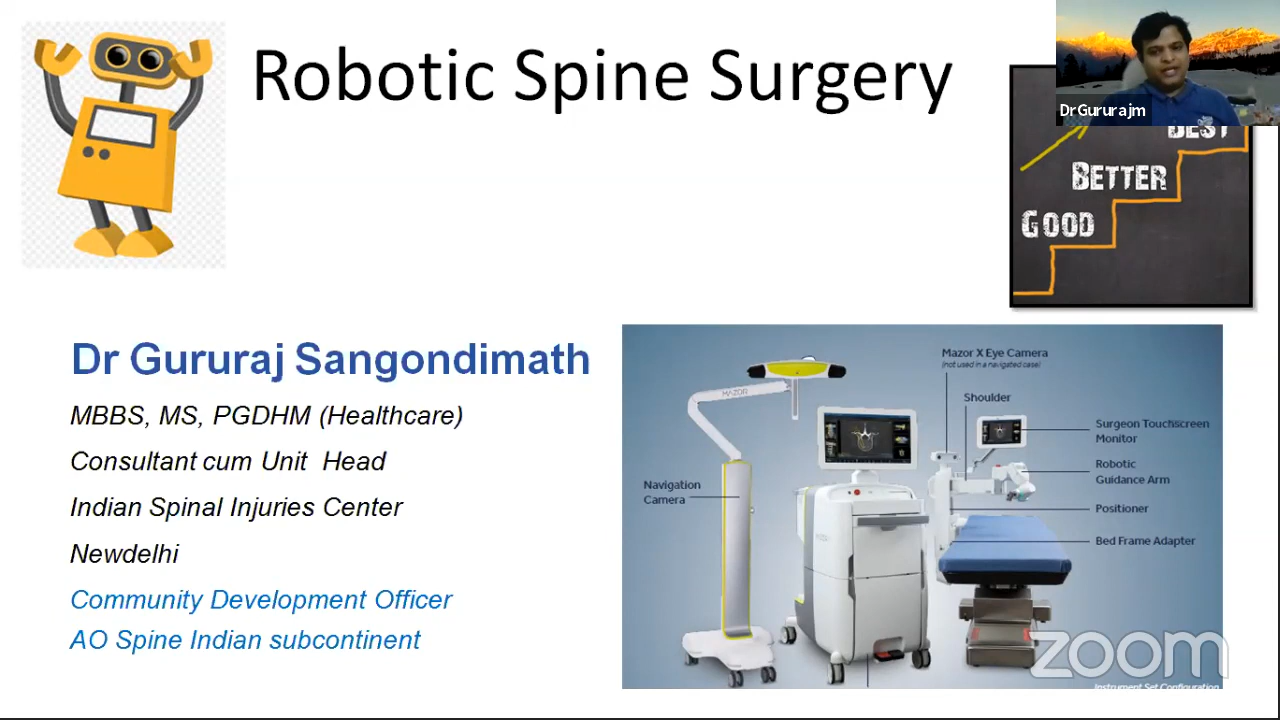 Robotic Spine Surgery
DrGururajm
BEST
BETTER
GOOD
Dr Gururaj Sangondimath
MBBS, MS, PGDHM (Healthcare)
Consultant cum Unit Head
Indian Spinal Injuries Center
Newdelhi
Community Development Officer
AO Spine Indian subcontinent
Mazor X Eye Camera
(not used in a navigated case)
Shoulder
MAZOR
Surgeon Touchscreen
Monitor
Robotic
Guidance Arm
Navigation
Camera
Positioner
Bed Frame Adapter
zoom
Instrument Set Configuration